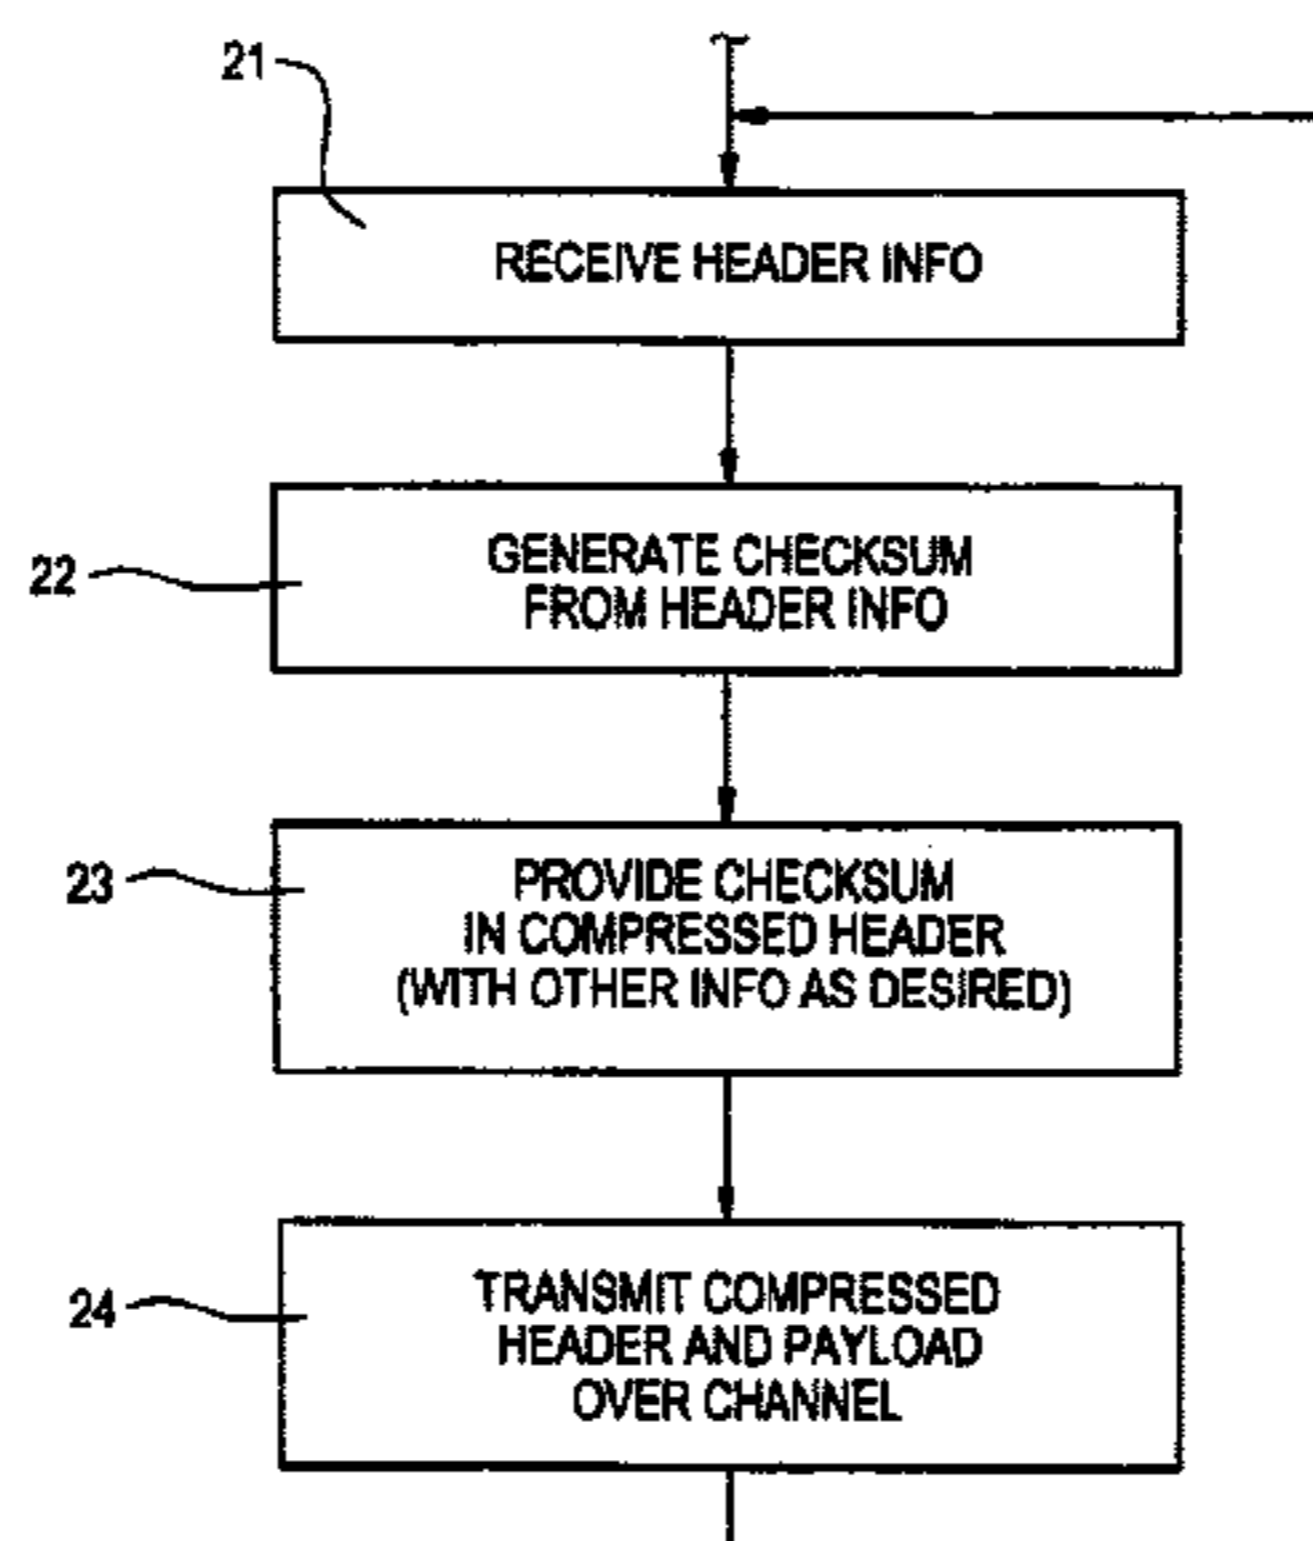 21
RECEIVE HEADER INFO
22
GENERATE CHECKSUM
FROM HEADER INFO
23
PROVIDE CHECKSUM
IN COMPRESSED HEADER
(WITH OTHER INFO AS DESIRED)
24
TRANSMIT COMPRESSED
HEADER AND PAYLOAD
OVER CHANNEL